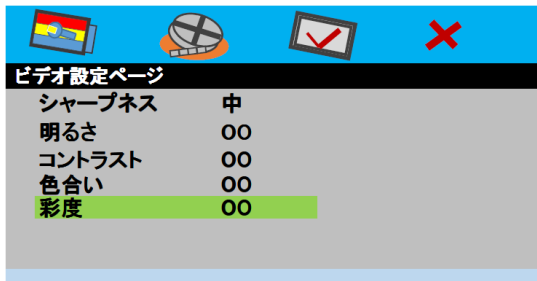 ビデオ設定ページ
シャープネス 中
明るさ 00
コントラスト 00
色合い 00
彩度 00